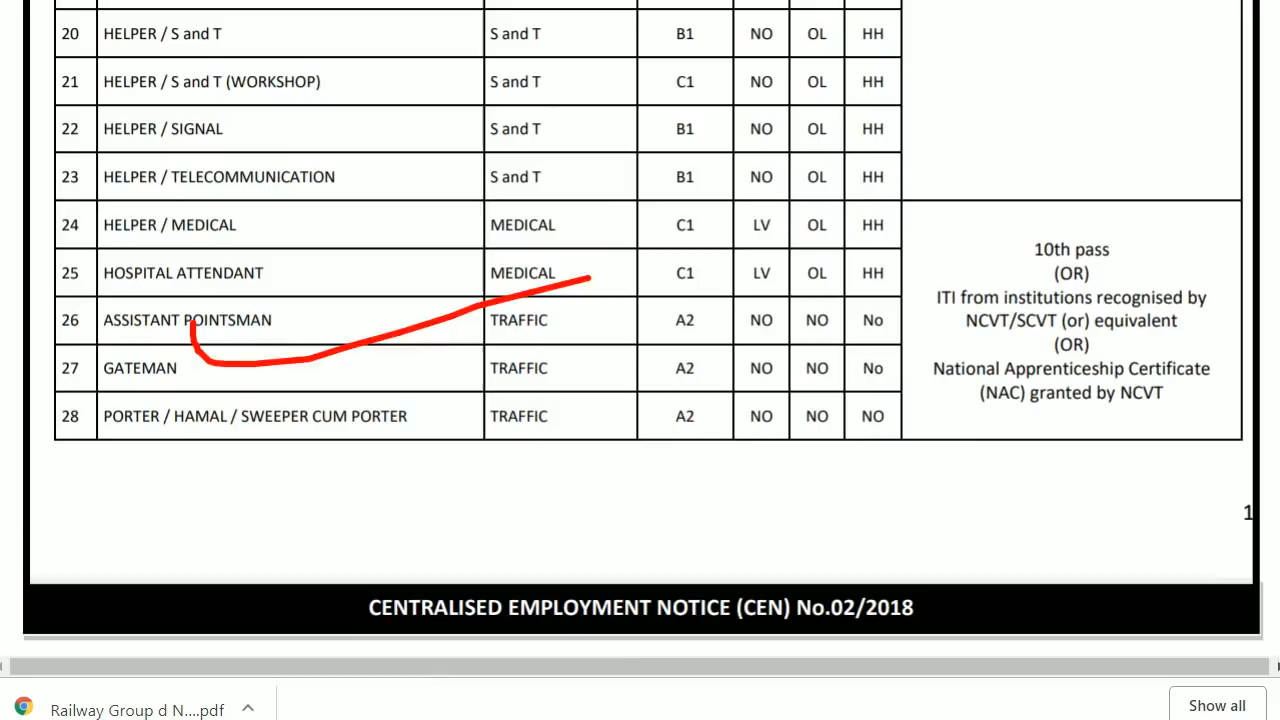 20 HELPER / S and T S and T B1 NO OL HH
21 HELPER / S and T (WORKSHOP) S and T C1 NO OL HH
22 HELPER / SIGNAL S and T B1 NO OL HH
23 HELPER / TELECOMMUNICATION S and T B1 NO OL HH
24 HELPER / MEDICAL MEDICAL C1 LV OL HH
25 HOSPITAL ATTENDANT MEDICAL C1 LV OL HH
26 ASSISTANT POINTSMAN TRAFFIC A2 NO NO No
27 GATEMAN TRAFFIC A2 NO NO No
28 PORTER / HAMAL / SWEEPER CUM PORTER TRAFFIC A2 NO NO NO
10th pass
(OR)
ITI from institutions recognised by
NCVT/SCVT (or) equivalent
(OR)
National Apprenticeship Certificate
(NAC) granted by NCVT
1
CENTRALISED EMPLOYMENT NOTICE (CEN) No.02/2018
Railway Group d N....pdf
Show all